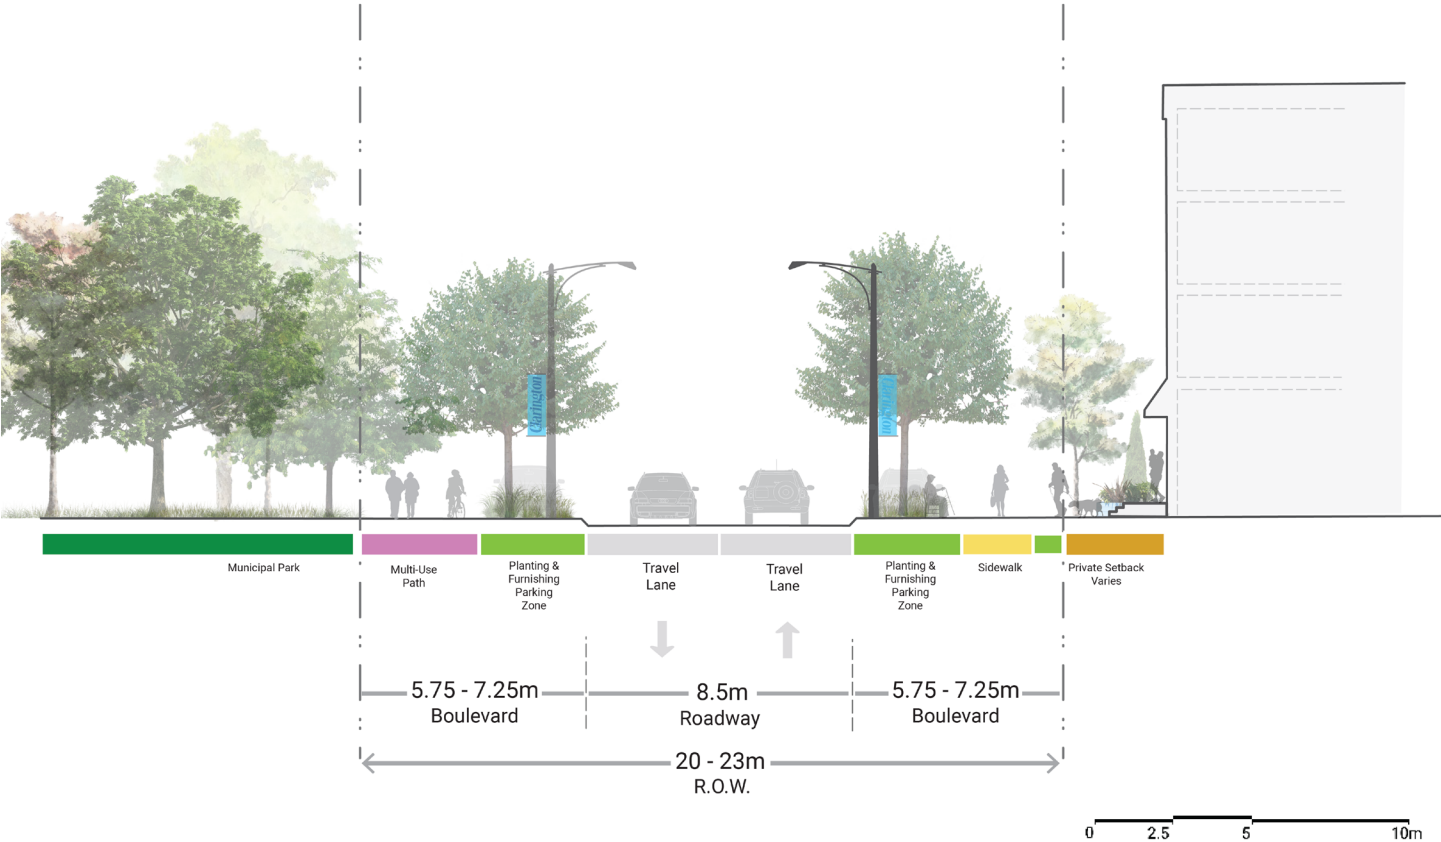 Clarington
Clarington
Municipal Park
Multi-Use
Path
Planting &
Furnishing
Parking
Zone
Travel
Lane
Travel
Lane
Planting &
Furnishing
Parking
Zone
Sidewalk
Private Setback
Varies
5.75 - 7.25m
Boulevard
8.5m
Roadway
5.75 - 7.25m
Boulevard
20 - 23m
R.O.W.
0 2.5 5 10m